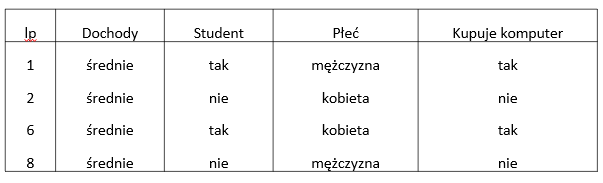 lp Dochody Student Płeć Kupuje komputer
1 średnie tak mężczyzna tak
2 średnie nie kobieta nie
6 średnie tak kobieta tak
8 średnie nie mężczyzna nie